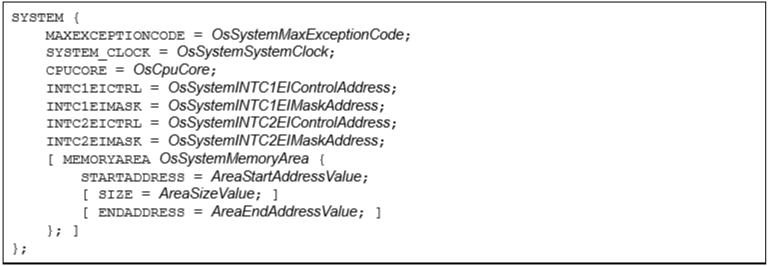 SYSTEM {
MAXEXCEPTIONCODE = OsSystemMaxExceptionCode;
SYSTEM_CLOCK = OsSystemSystemClock;
CPUCORE = OsCpuCore;
INTC1EICTRL = OsSystemINTC1EIControlAddress;
INTC1EIMASK = OsSystemINTC1EIMaskAddress;
INTC2EICTRL = OsSystemINTC2EIControlAddress;
INTC2EIMASK = OsSystemINTC2EIMaskAddress;
[ MEMORYAREA OsSystemMemoryArea {
STARTADDRESS = AreaStartAddressValue;
[ SIZE = AreaSizeValue; ]
[ ENDADDRESS = AreaEndAddressValue; ]
}; ]
};